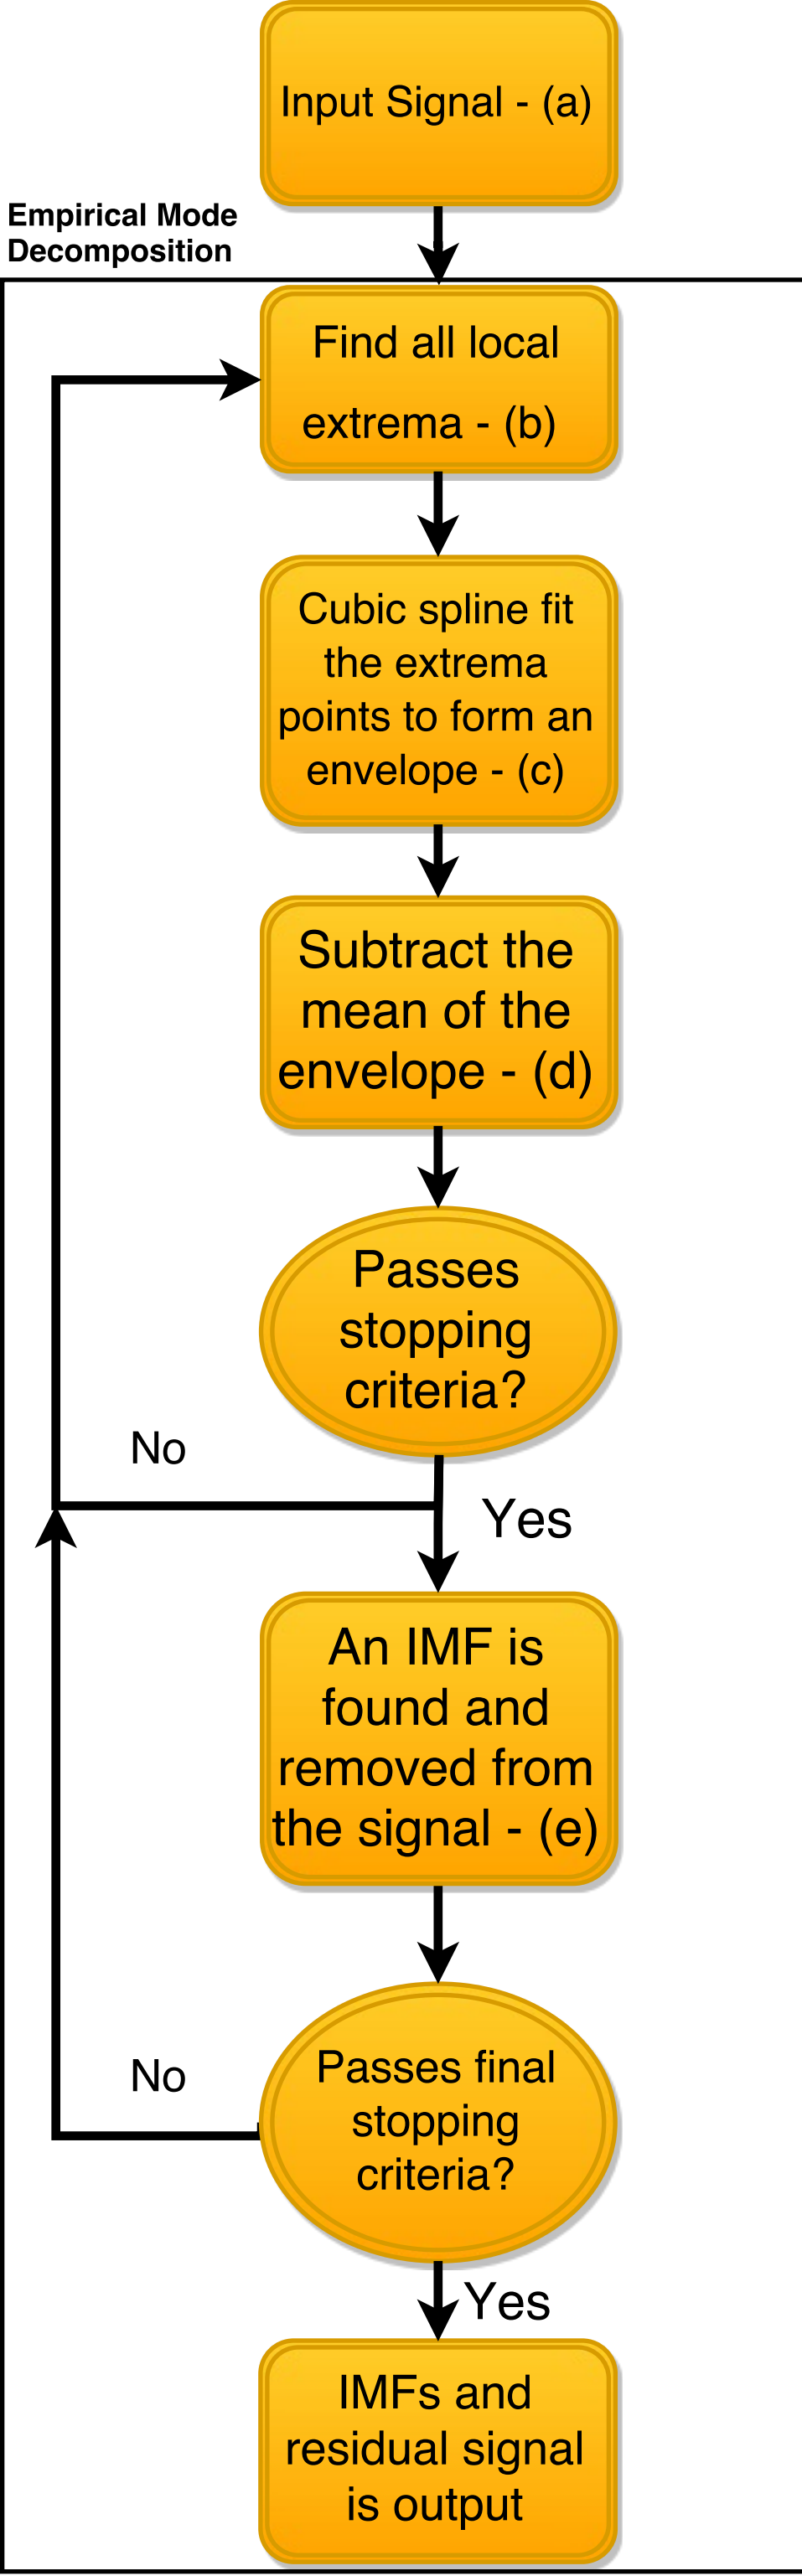 Input Signal - (a)
Empirical Mode
Decomposition
Find all local
extrema - (b)
Cubic spline fit
the extrema
points to form an
envelope - (c)
Subtract the
mean of the
envelope - (d)
Passes
stopping
criteria?
No
Yes
An IMF is
found and
removed from
the signal - (e)
Passes final
stopping
criteria?
No
Yes
IMFs and
residual signal
is output